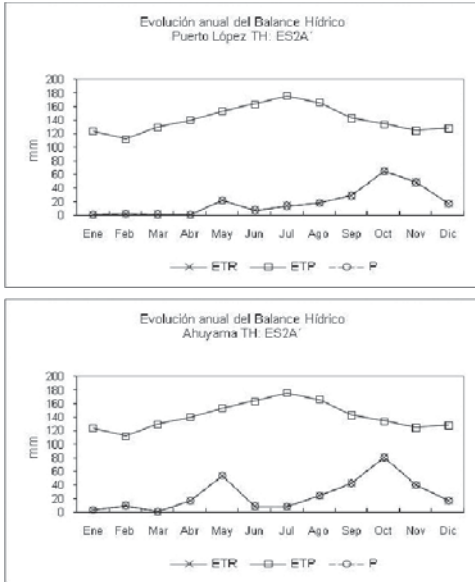 Evolución anual del Balance Hídrico
Puerto López TH: ES2A´
mm
200
180
160
140
120
100
80
60
40
20
0
Ene Feb Mar Abr May Jun Jul Ago Sep Oct Nov Dic
ETR ETP P
Evolución anual del Balance Hídrico
Ahuyama TH: ES2A´
mm
200
180
160
140
120
100
80
60
40
20
0
Ene Feb Mar Abr May Jun Jul Ago Sep Oct Nov Dic
ETR ETP P